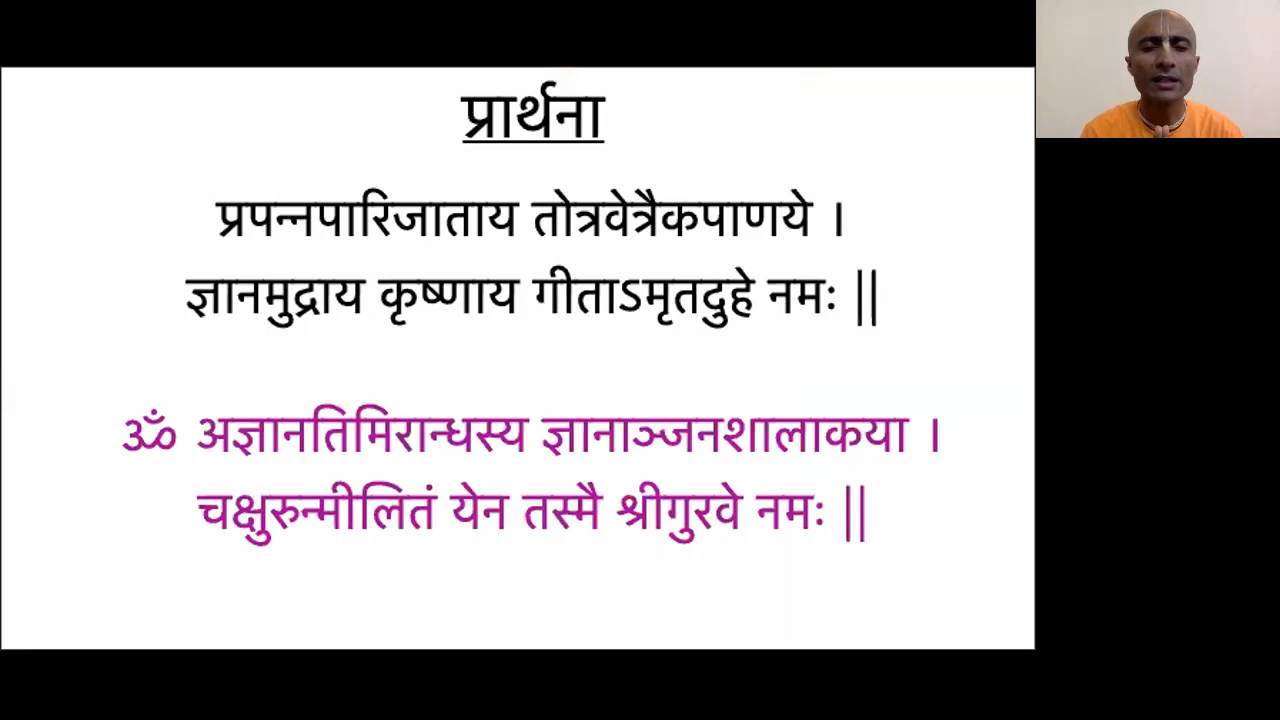 प्रार्थना
प्रपन्नपारिजाताय तोत्रवेत्रैकपाणये ।
ज्ञानमुद्राय कृष्णाय गीताऽमृतदुहे नमः ||
ॐ अज्ञानतिमिरान्धस्य ज्ञानाञ्जनशालाकया ।
चक्षुरुन्मीलितं येन तस्मै श्रीगुरवे नमः ||